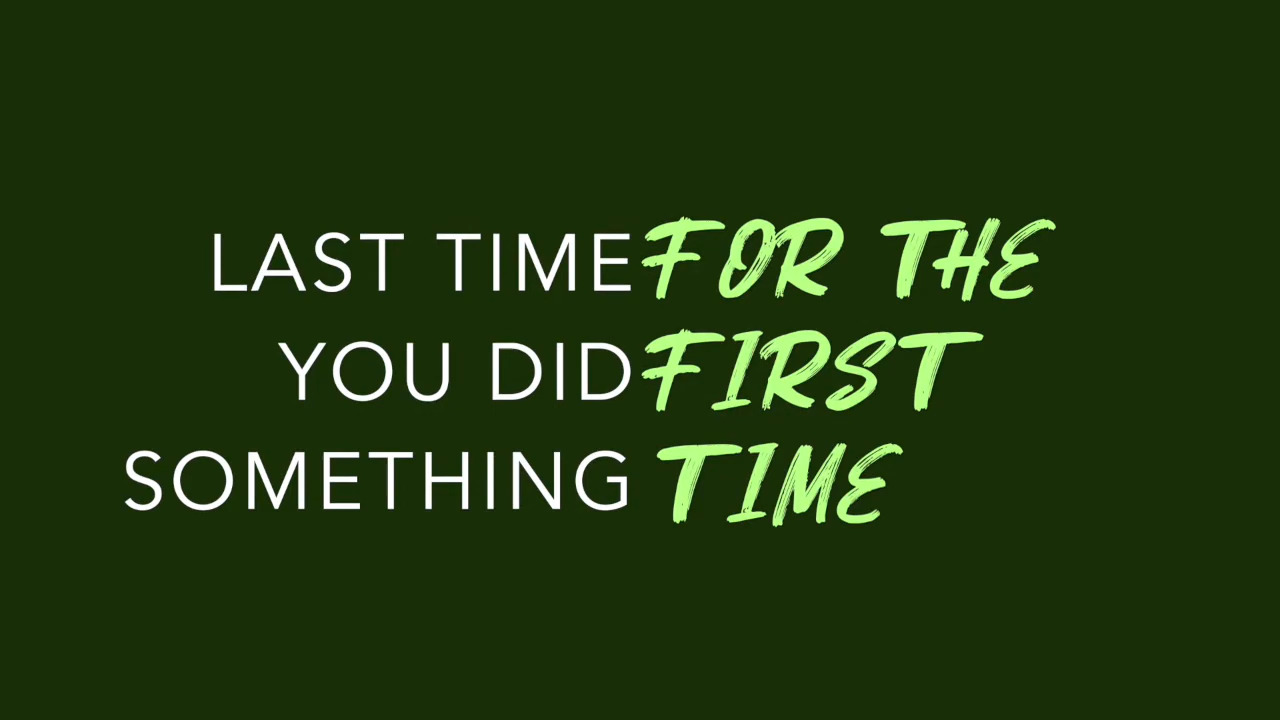 LAST TIME
YOU DID
SOMETHING
FOR THE
FIRST
TIME